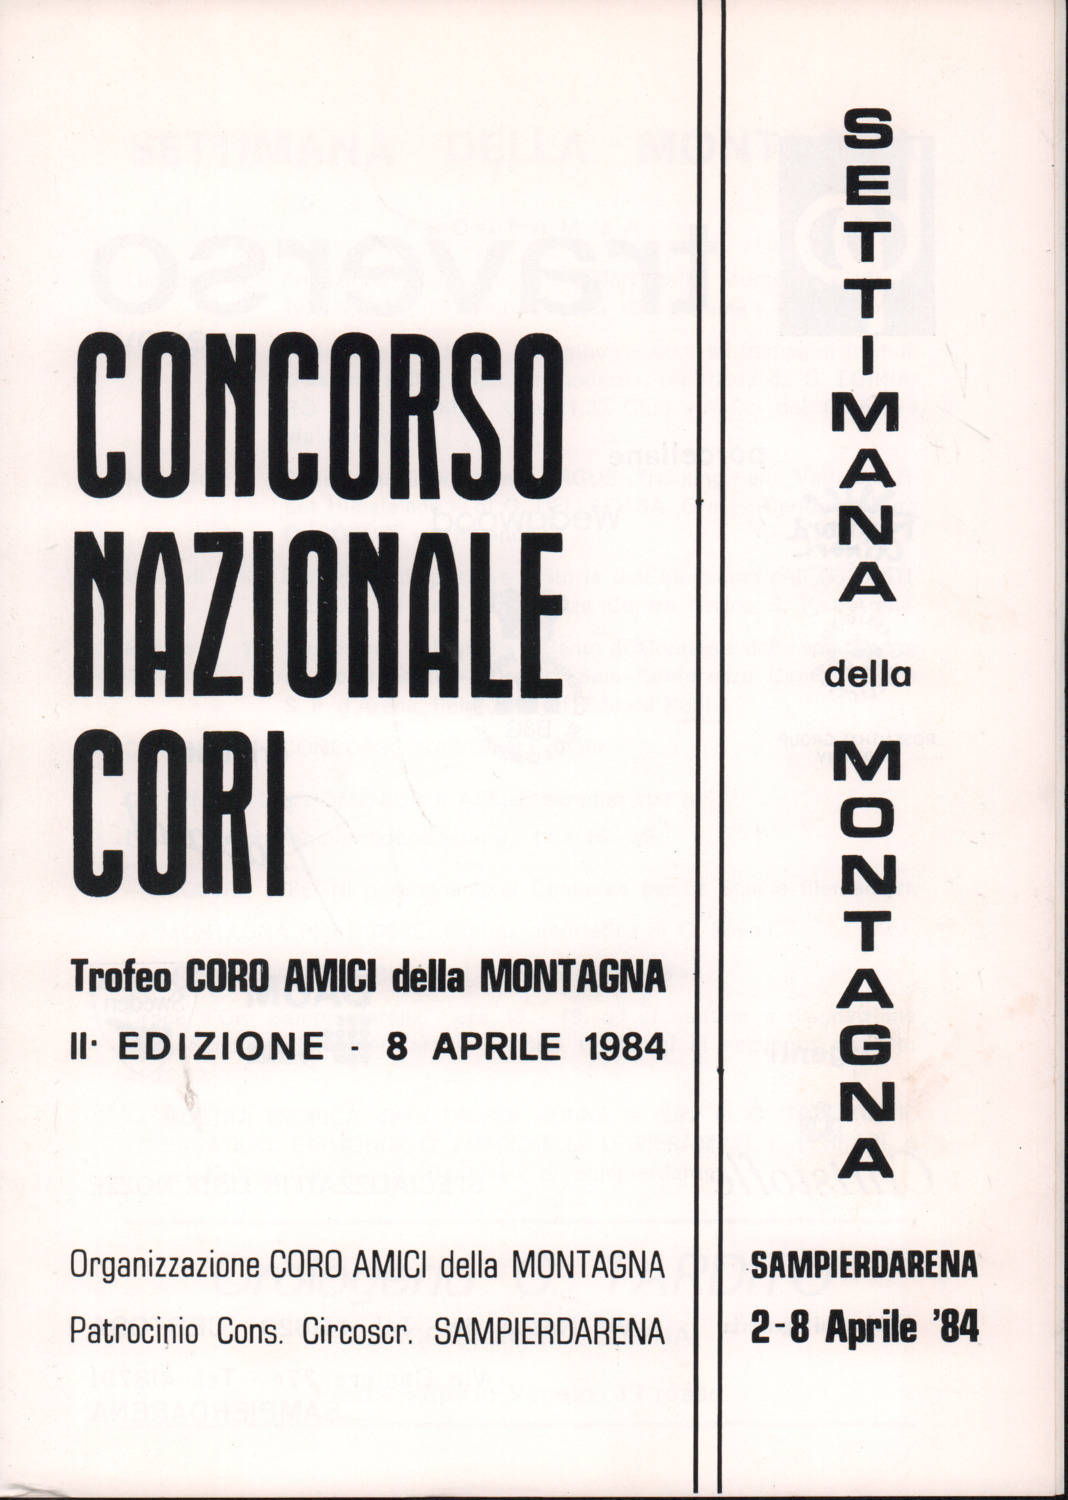 CONCORSO
NAZIONALE
CORI
Trofeo CORO AMICI della MONTAGNA
II· EDIZIONE - 8 APRILE 1984
Organizzazione CORO AMICI della MONTAGNA
Patrocinio Cons. Circoscr. SAMPIERDARENA
SETTIMANA
della
MONTAGNA
SAMPIERDARENA
2-8 Aprile '84